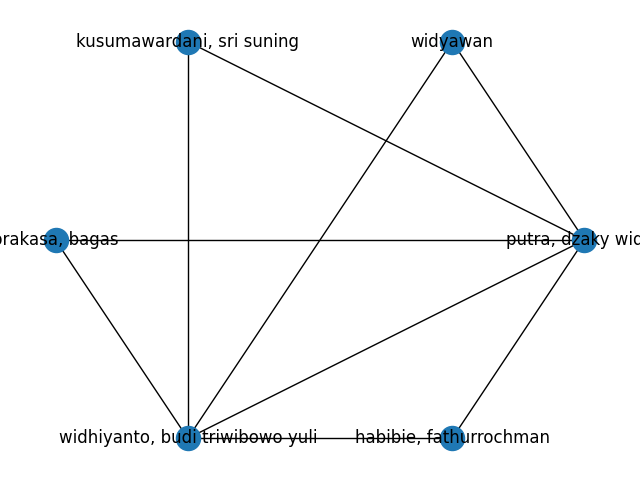 kusumawardani, sri suning
widyawan
prakasa, bagas
putra, dzaky wid
widhiyanto, budi triwibowo yuli
habibie, fathurrochman